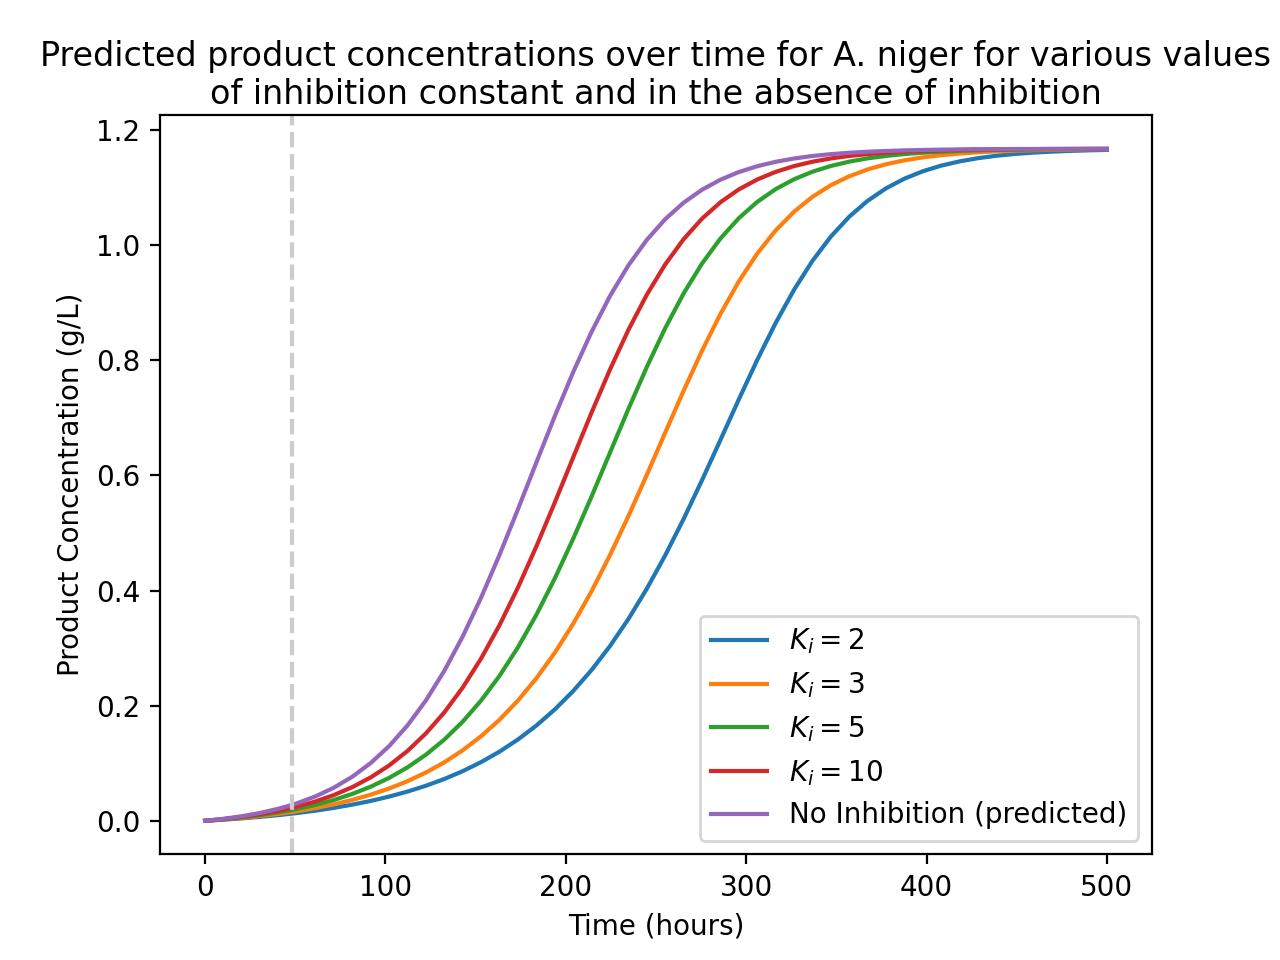 Predicted product concentrations over time for A. niger for various values
of inhibition constant and in the absence of inhibition
1.2
1.0
0.8
0.6
0.4
0.2
0.0
Product Concentration (g/L)
K_i = 2
K_i = 3
K_i = 5
K_i = 10
No Inhibition (predicted)
0 100 200 300 400 500
Time (hours)